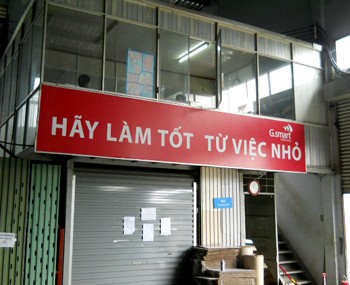 HÃY LÀM TỐT TỪ VIỆC NHỎ
G.smart